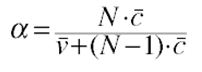 α = N · c̄ / v̄ + (N − 1) · c̄